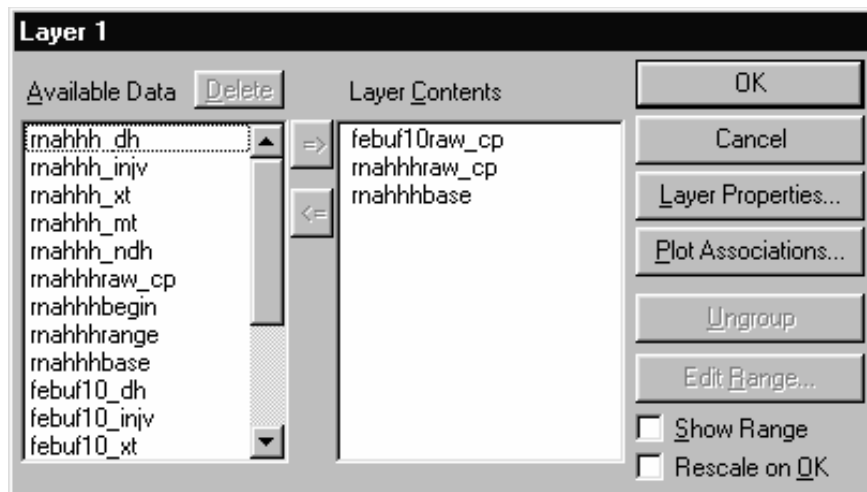 Layer 1
Available Data
Delete
rnahhh_dh
rnahhh_injv
rnahhh_xt
rnahhh_mt
rnahhh_ndh
rnahhhraw_cp
rnahhhbegin
rnahhhrange
rnahhhbase
febuf10_dh
febuf10_injv
febuf10_xt
=>
<=
Layer Contents
febuf10raw_cp
rnahhhraw_cp
rnahhhbase
OK
Cancel
Layer Properties...
Plot Associations...
Ungroup
Edit Range...
Show Range
Rescale on OK